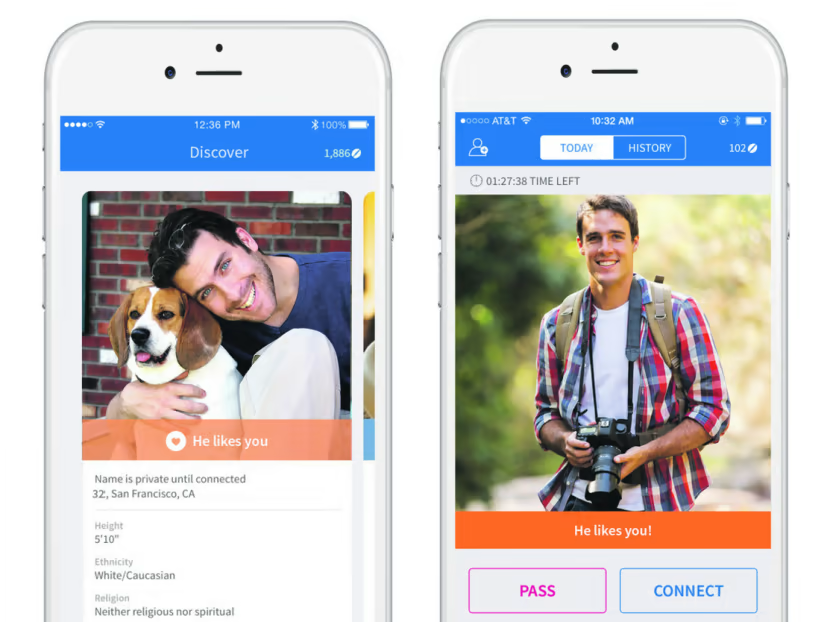 12:36 PM
100%
Discover
1,886
He likes you
Name is private until connected
32, San Francisco, CA
Height
5'10"
Ethnicity
White/Caucasian
Religion
Neither religious nor spiritual
AT&T
10:32 AM
TODAY
HISTORY
102
01:27:38 TIME LEFT
He likes you!
PASS
CONNECT